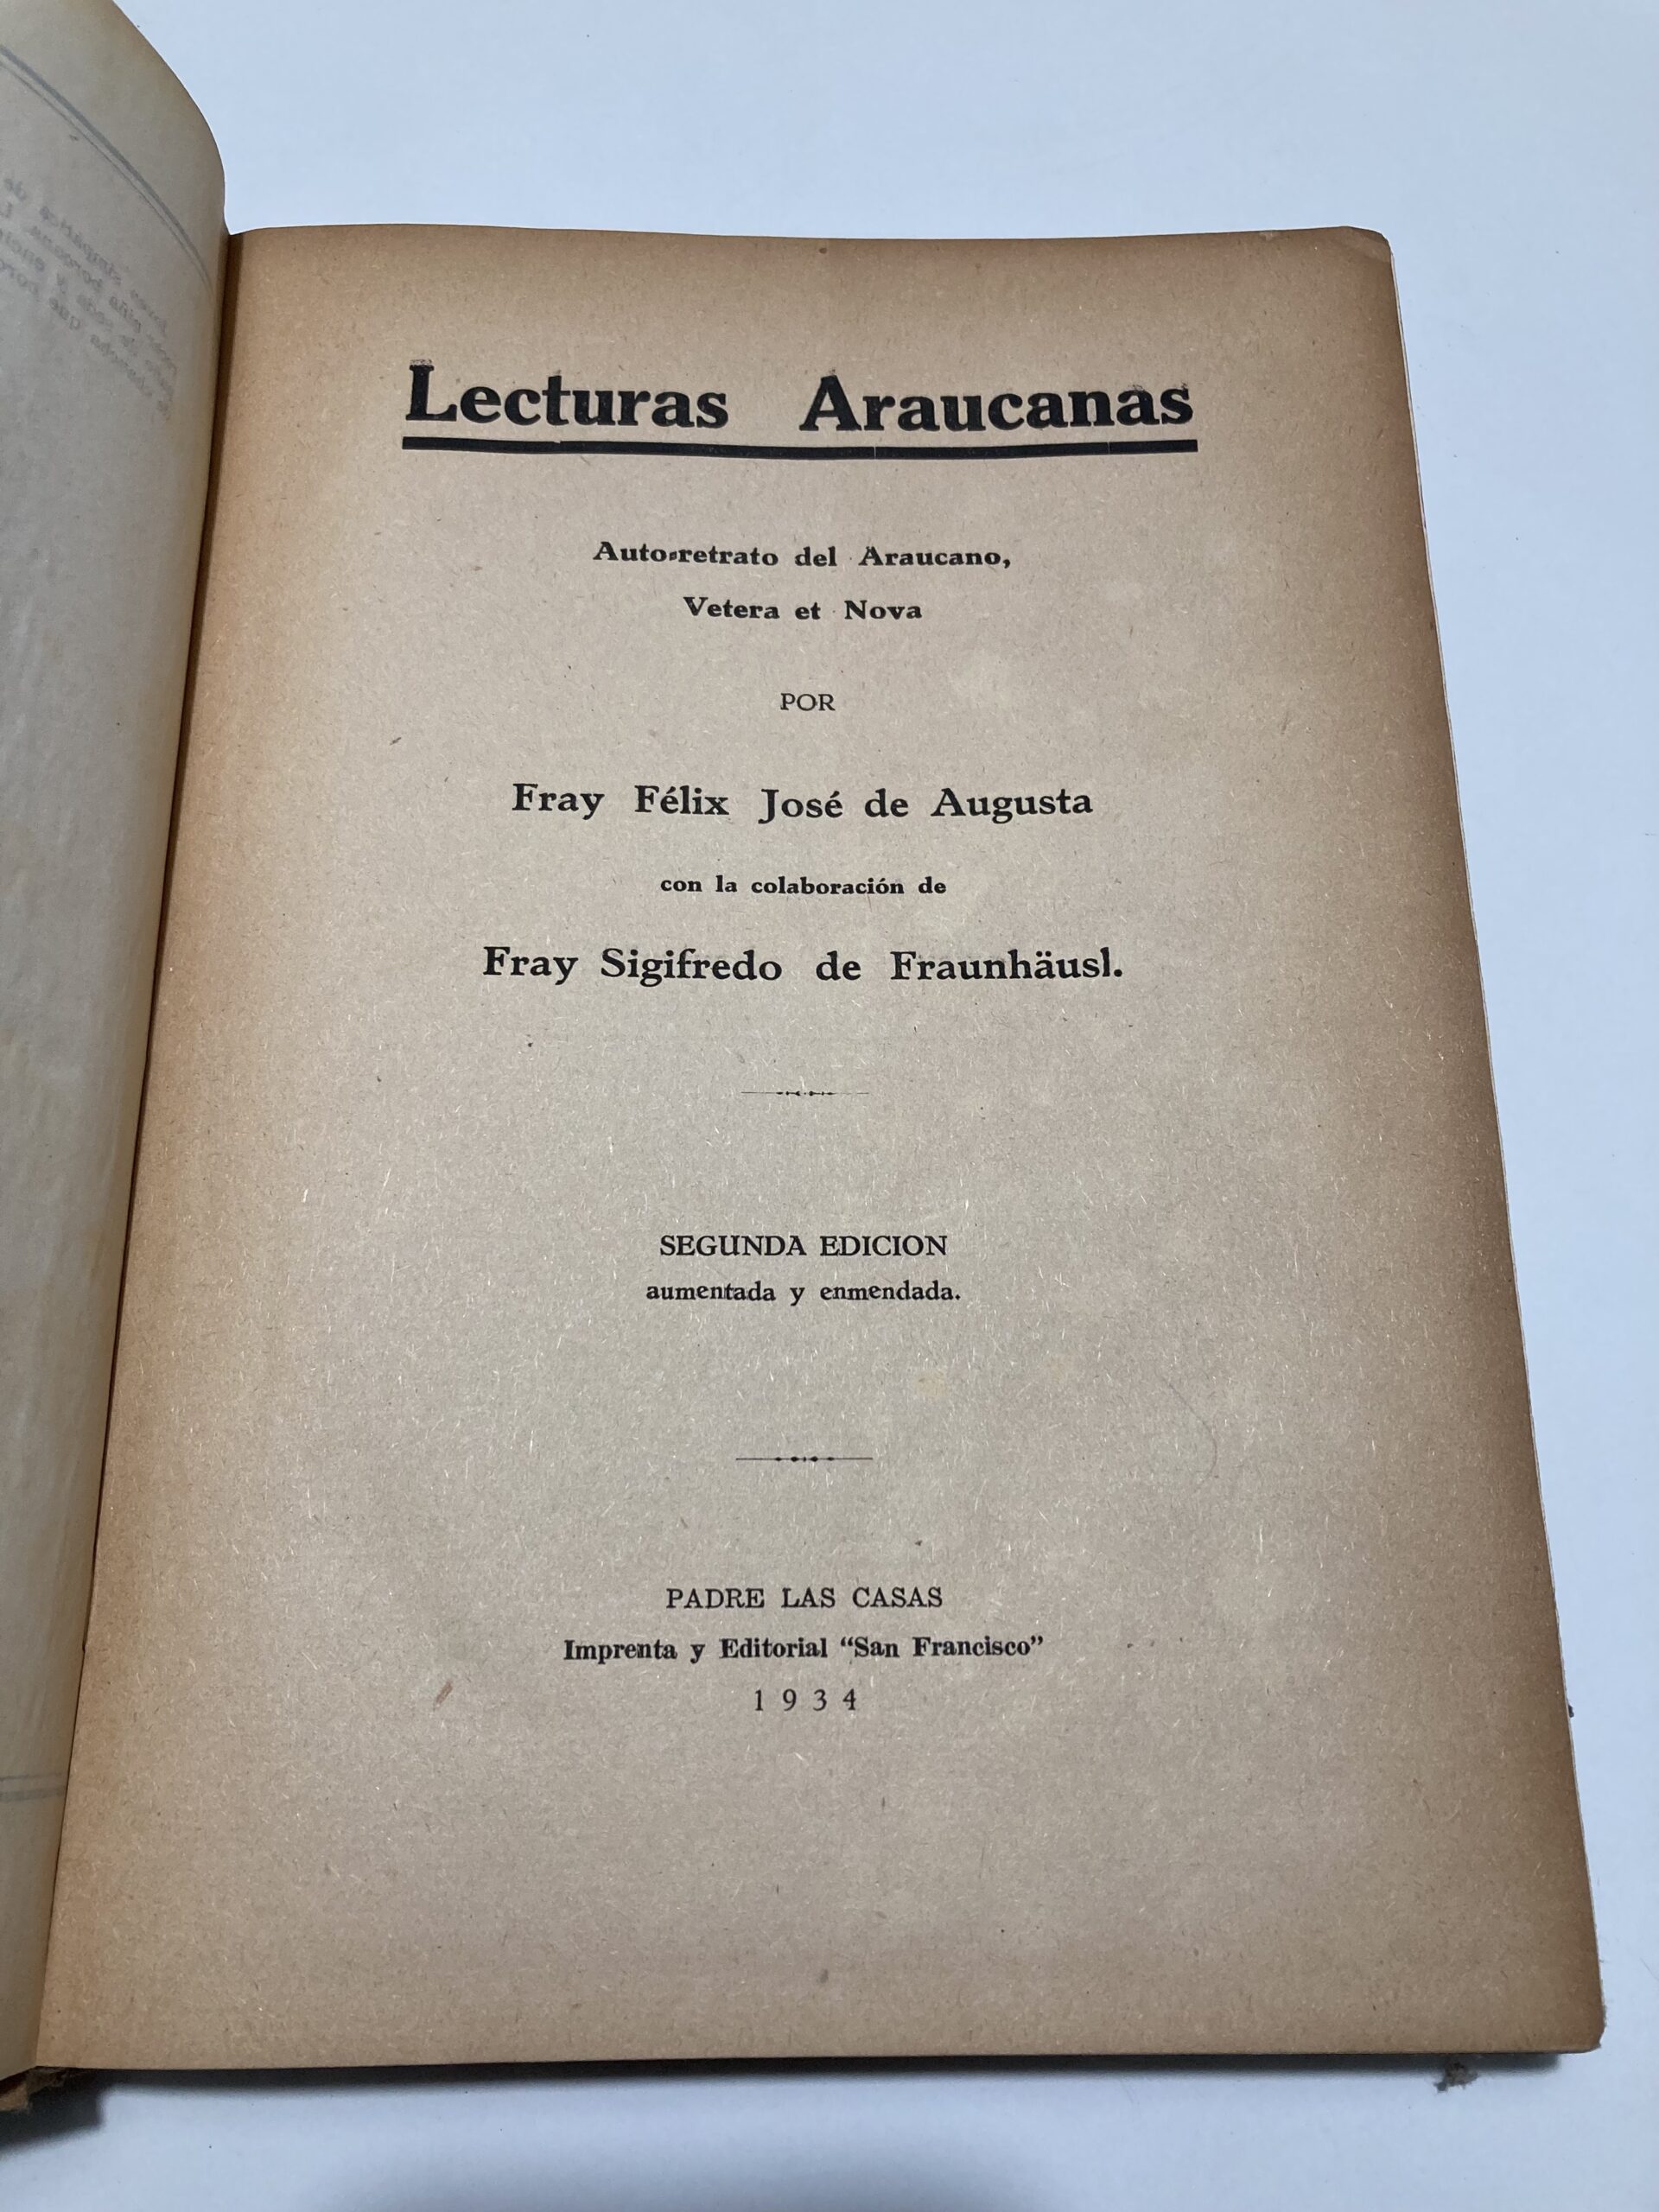 Lecturas Araucanas
Auto-retrato del Araucano,
Vetera et Nova
POR
Fray Félix José de Augusta
con la colaboración de
Fray Sigifredo de Fraunhäusl.
SEGUNDA EDICION
aumentada y enmendada.
PADRE LAS CASAS
Imprenta y Editorial “San Francisco”
1934